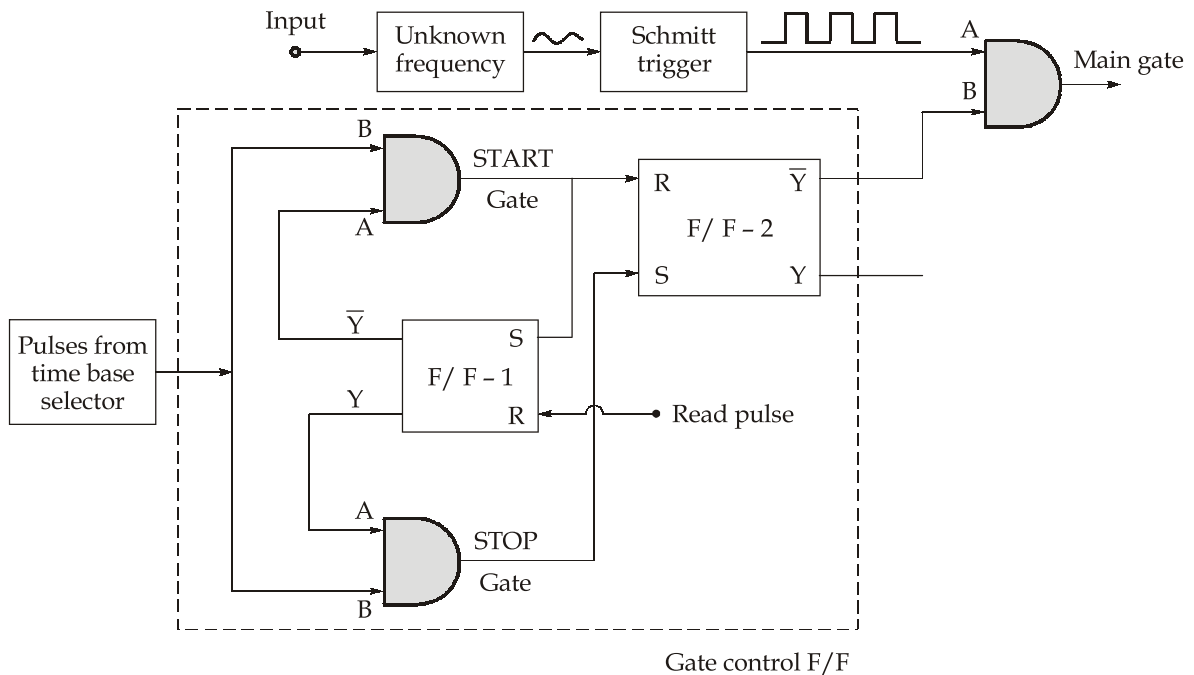 Input
Unknown
frequency
Schmitt
trigger
A
B
Main gate
B
A
START
Gate
R
S
F/ F – 2
Y̅
Y
Pulses from
time base
selector
Y̅
Y
F/ F – 1
S
R
Read pulse
A
B
STOP
Gate
Gate control F/F